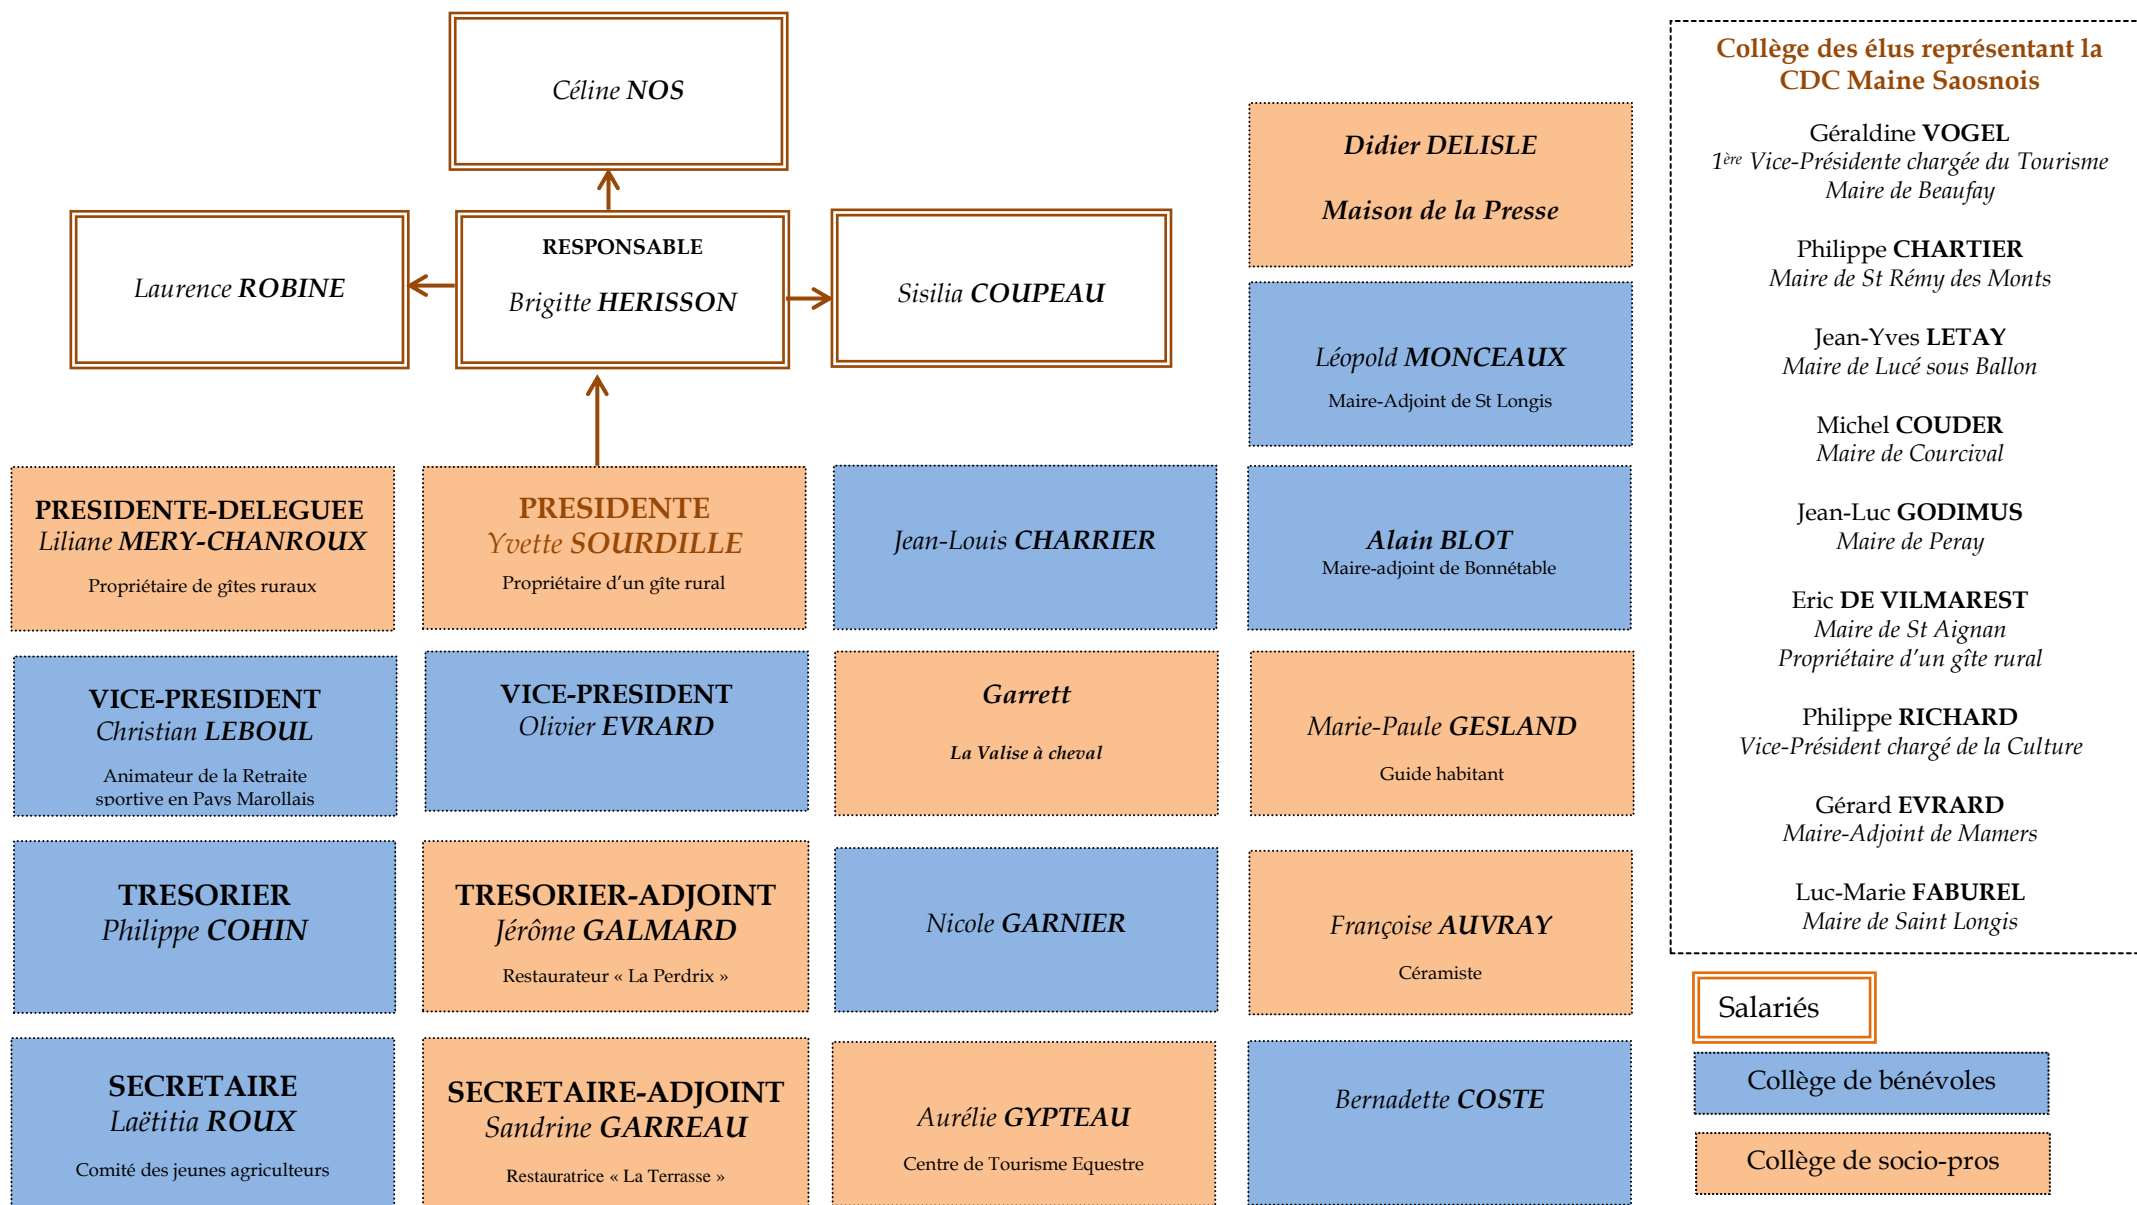 Céline NOS
Laurence ROBINE
RESPONSABLE
Brigitte HERISSON
Sisilia COUPEAU
Didier DELISLE
Maison de la Presse
Léopold MONCEAUX
Maire-Adjoint de St Longis
PRESIDENTE-DELEGUEE
Liliane MERY-CHANROUX
Propriétaire de gîtes ruraux
PRESIDENTE
Yvette SOURDILLE
Propriétaire d’un gîte rural
Jean-Louis CHARRIER
Alain BLOT
Maire-adjoint de Bonnétable
VICE-PRESIDENT
Christian LEBOUL
Animateur de la Retraite
sportive en Pays Marollais
VICE-PRESIDENT
Olivier EVRARD
Garrett
La Valise à cheval
Marie-Paule GESLAND
Guide habitant
TRESORIER
Philippe COHIN
TRESORIER-ADJOINT
Jérôme GALMARD
Restaurateur « La Perdrix »
Nicole GARNIER
Françoise AUVRAY
Céramiste
SECRETAIRE
Laëtitia ROUX
Comité des jeunes agriculteurs
SECRETAIRE-ADJOINT
Sandrine GARREAU
Restauratrice « La Terrasse »
Aurélie GYPTEAU
Centre de Tourisme Equestre
Bernadette COSTE
Collège des élus représentant la
CDC Maine Saosnois
Géraldine VOGEL
1ère Vice-Présidente chargée du Tourisme
Maire de Beaufay
Philippe CHARTIER
Maire de St Rémy des Monts
Jean-Yves LETAY
Maire de Lucé sous Ballon
Michel COUDER
Maire de Courcival
Jean-Luc GODIMUS
Maire de Peray
Eric DE VILMAREST
Maire de St Aignan
Propriétaire d’un gîte rural
Philippe RICHARD
Vice-Président chargé de la Culture
Gérard EVRARD
Maire-Adjoint de Mamers
Luc-Marie FABUREL
Maire de Saint Longis
Salariés
Collège de bénévoles
Collège de socio-pros